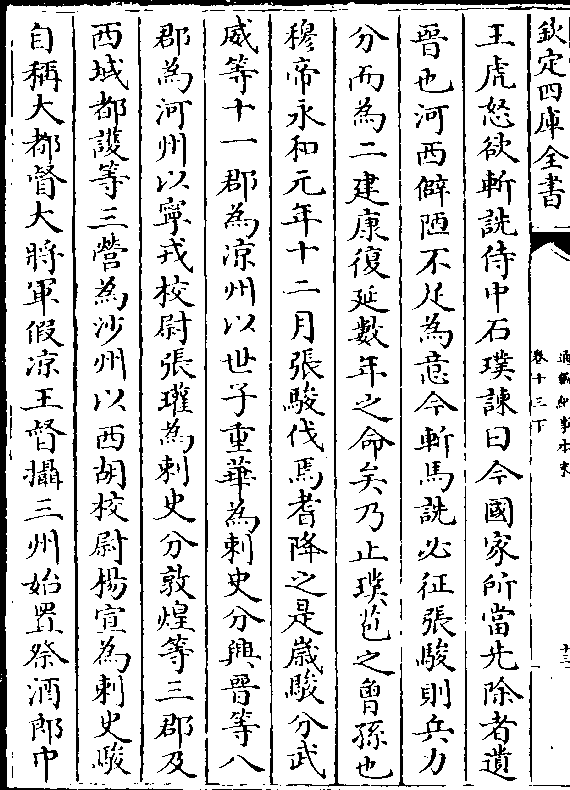 欽定四庫全書
通鑑紀事本末
卷十三下
十三
王虎怒欲斬詵侍中石璞諫曰今國家所當先除者遺
晉也河西僻陋不足為意今斬馬詵必征張駿則兵力
分而為二建康復延數年之命矣乃止璞苞之曾孫也
穆帝永和元年十二月張駿伐焉耆降之是歲駿分武
威等十一郡為涼州以世子重華為刺史分興晉等八
郡為河州以寧戎校尉張瓘為刺史分敦煌等三郡及
西域都護等三營為沙州以西胡校尉楊宣為刺史駿
自稱大都督大將軍假凉王督攝三州始置祭酒郎中